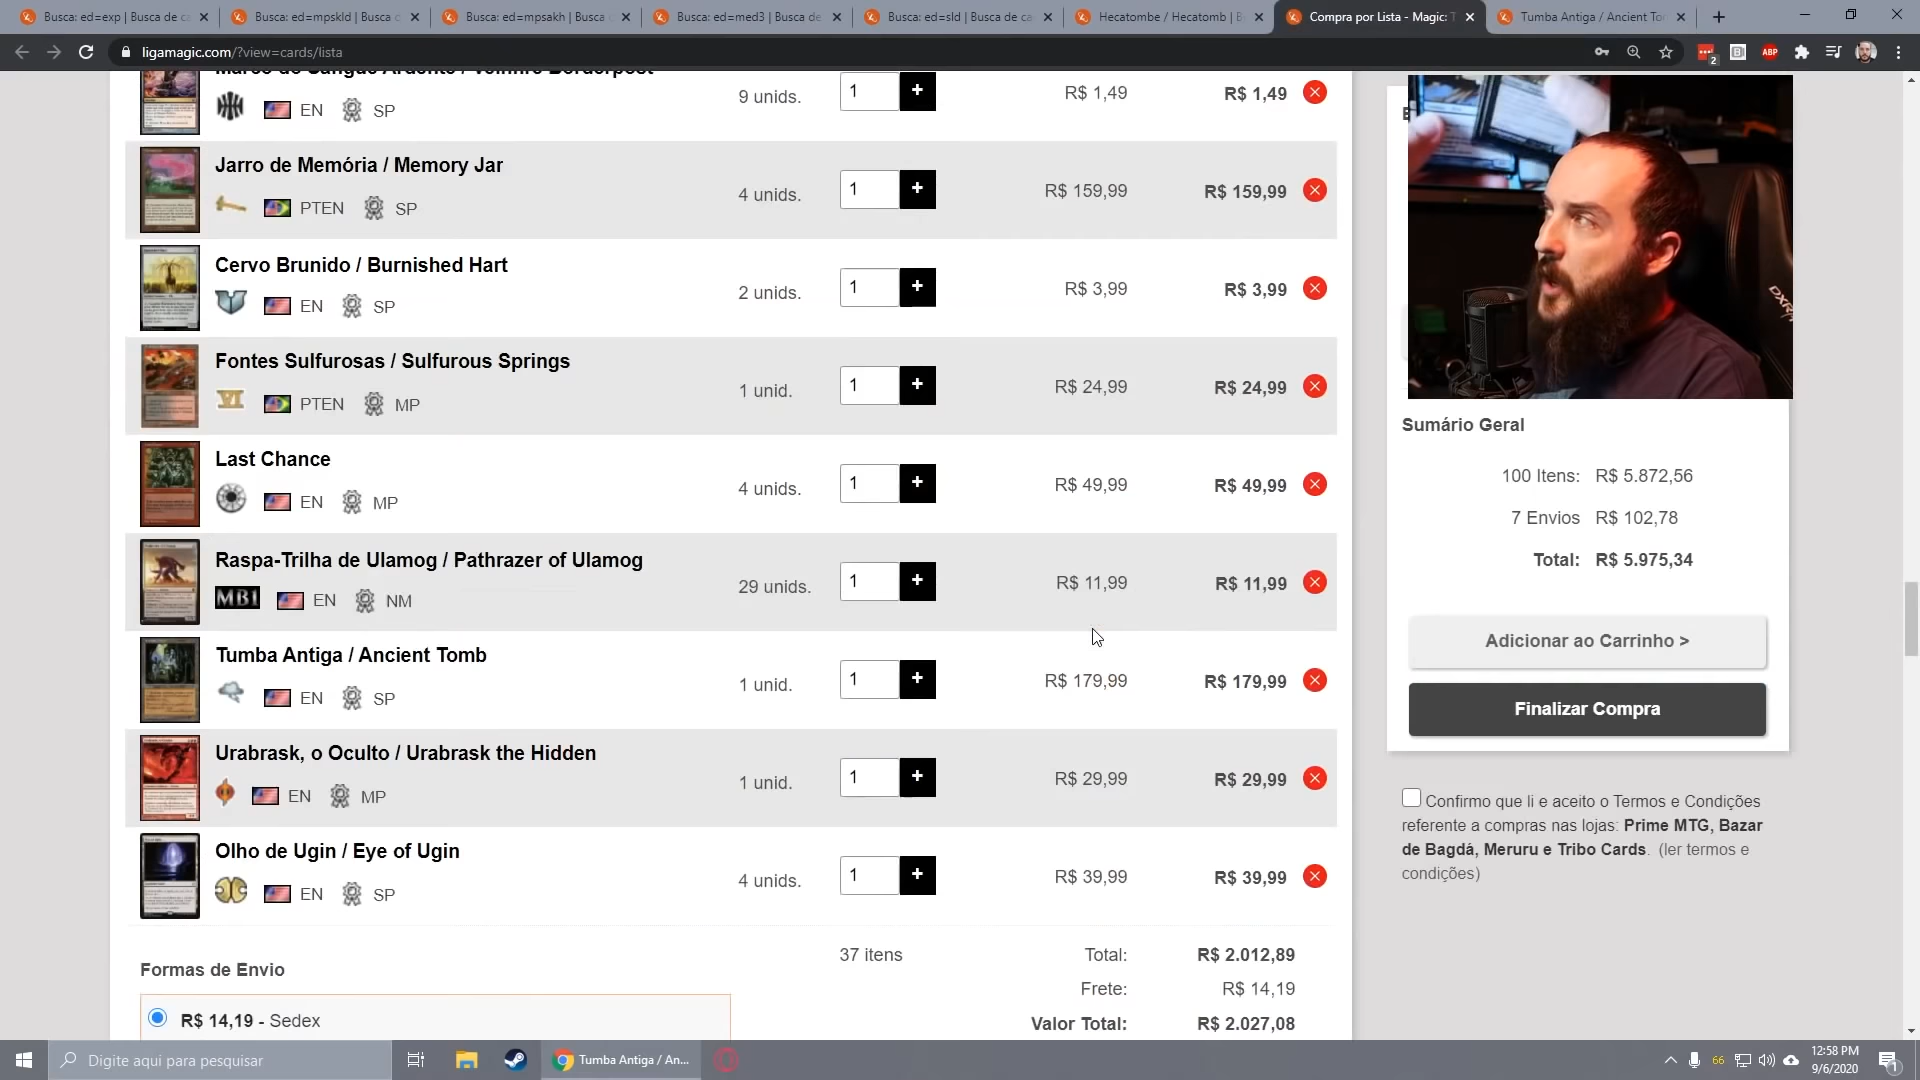 Busca: ed=exp | Busca de ca
Busca: ed=mpskld | Busca
Busca: ed=mpsakh | Busca
Busca: ed=med3 | Busca de
Busca: ed=sld | Busca de ca
Hecatombe / Hecatomb | B
Compra por Lista - Magic: T
Tumba Antiga / Ancient Tom
ligamagic.com/?view=cards/lista
2
ABP
9 unids.
1
+
R$ 1,49
R$ 1,49
EN
SP
Jarro de Memória / Memory Jar
4 unids.
1
+
R$ 159,99
R$ 159,99
PTEN
SP
Cervo Brunido / Burnished Hart
2 unids.
1
+
R$ 3,99
R$ 3,99
EN
SP
Fontes Sulfurosas / Sulfurous Springs
1 unid.
1
+
R$ 24,99
R$ 24,99
VI
PTEN
MP
Last Chance
4 unids.
1
+
R$ 49,99
R$ 49,99
EN
MP
Raspa-Trilha de Ulamog / Pathrazer of Ulamog
29 unids.
1
+
R$ 11,99
R$ 11,99
MB1
EN
NM
Tumba Antiga / Ancient Tomb
1 unid.
1
+
R$ 179,99
R$ 179,99
EN
SP
Urabrask, o Oculto / Urabrask the Hidden
1 unid.
1
+
R$ 29,99
R$ 29,99
EN
MP
Olho de Ugin / Eye of Ugin
4 unids.
1
+
R$ 39,99
R$ 39,99
EN
SP
37 itens
Total: R$ 2.012,89
Frete: R$ 14,19
Valor Total: R$ 2.027,08
Formas de Envio
R$ 14,19 - Sedex
DXR
Sumário Geral
100 Itens: R$ 5.872,56
7 Envios R$ 102,78
Total: R$ 5.975,34
Adicionar ao Carrinho >
Finalizar Compra
Confirmo que li e aceito o Termos e Condições
referente a compras nas lojas: Prime MTG, Bazar
de Bagdá, Meruru e Tribo Cards. (ler termos e
condições)
Digite aqui para pesquisar
Tumba Antiga / An...
66
12:58 PM
9/6/2020
1